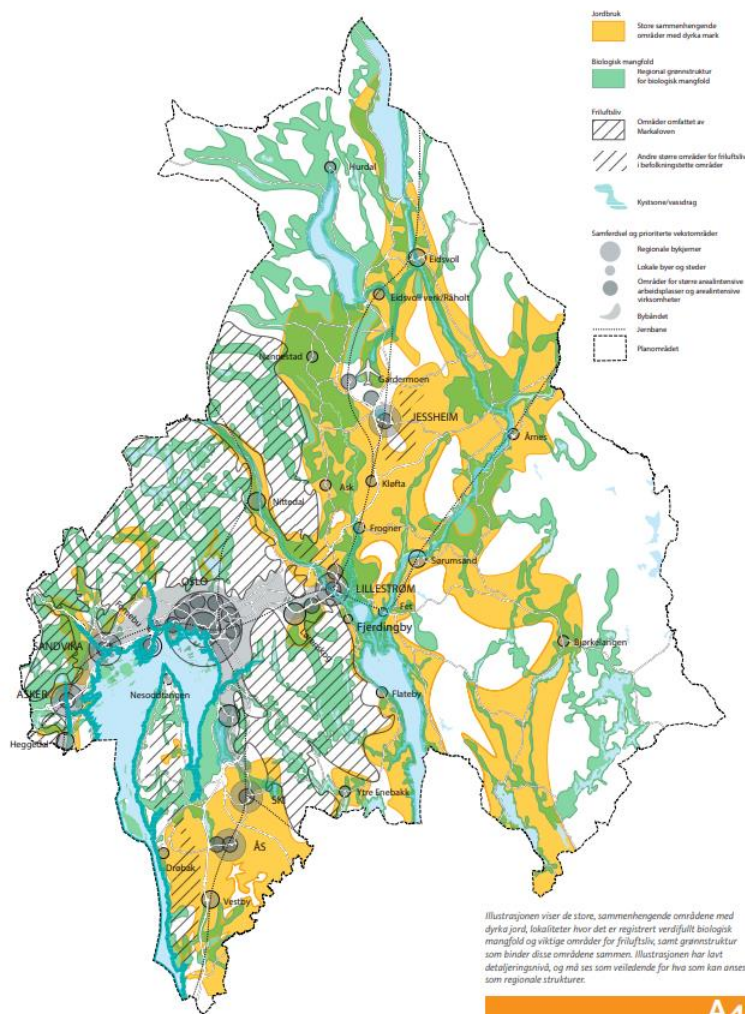 Jordbruk
Store sammenhengende
områder med dyrka mark
Biologisk mangfold
Regional grønnstruktur
for biologisk mangfold
Friluftsliv
Områder omfattet av
Markaloven
Andre større områder for friluftsliv
i befolkningstette områder
Kystsone/vassdrag
Samferdsel og prioriterte vekstområder
Regionale bykjerner
Lokale byer og steder
Områder for større arealintensive
arbeidsplasser og arealintensive
virksomheter
Bybåndet
Jernbane
Planområdet
Hurdal
Eidsvoll
Eidsvoll verk/Råholt
Nannestad
Gardermoen
JESSHEIM
Årnes
Ask
Kløfta
Nittedal
Frogner
Sørumsand
OSLO
LILLESTRØM
Fet
Fjerdingby
Bjørkelangen
SANDVIKA
Fornebu
Lørenskog
ASKER
Nesoddtangen
Flateby
Heggedal
SKI
Ytre Enebakk
ÅS
Drøbak
Vestby
Illustrasjonen viser de store, sammenhengende områdene med
dyrka jord, lokaliteter hvor det er registrert verdifullt biologisk
mangfold og viktige områder for friluftsliv, samt grønnstruktur
som binder disse områdene sammen. Illustrasjonen har lavt
detaljeringsnivå, og må ses som veiledende for hva som kan anses
som regionale strukturer.